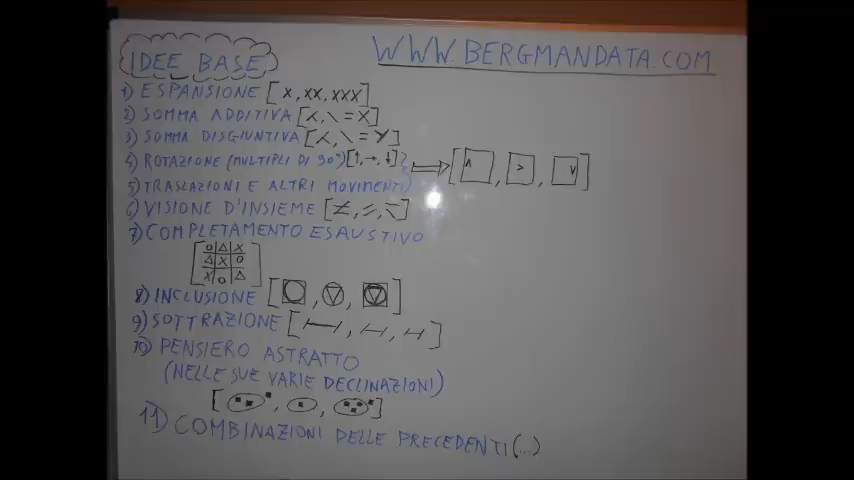 IDEE BASE
WWW.BERGMANDATA.COM
1) ESPANSIONE [X, XX, XXX]
2) SOMMA ADDITIVA [<, \ = X]
3) SOMMA DISGIUNTIVA [<, \ = Y]
4) ROTAZIONE (MULTIPLI DI 90°) [↑, →, ↓]
5) TRASLAZIONI E ALTRI MOVIMENTI
6) VISIONE D'INSIEME
7) COMPLETAMENTO ESAUSTIVO
O △ X
△ X O
X O △
8) INCLUSIONE
9) SOTTRAZIONE
10) PENSIERO ASTRATTO
(NELLE SUE VARIE DECLINAZIONI)
11) COMBINAZIONI DELLE PRECEDENTI (...)